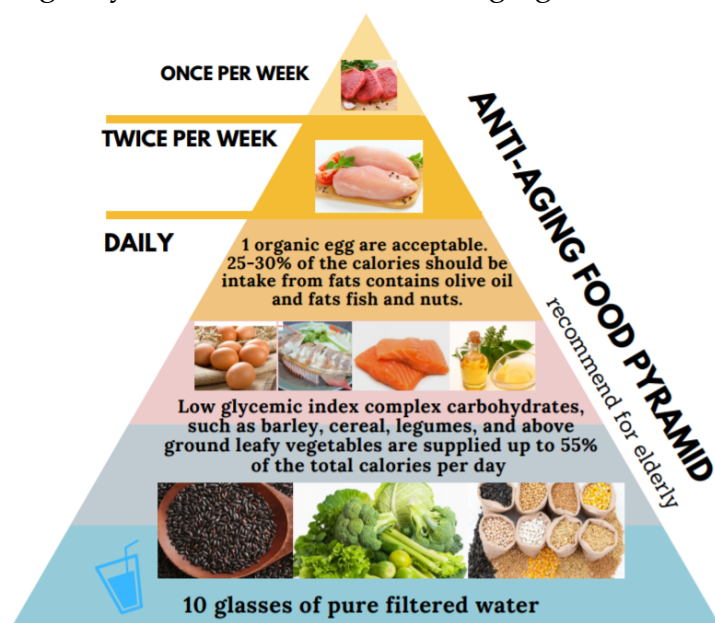 ONCE PER WEEK
TWICE PER WEEK
DAILY
1 organic egg are acceptable.
25-30% of the calories should be
intake from fats contains olive oil
and fats fish and nuts.
Low glycemic index complex carbohydrates,
such as barley, cereal, legumes, and above
ground leafy vegetables are supplied up to 55%
of the total calories per day
10 glasses of pure filtered water
ANTI-AGING FOOD PYRAMID
recommend for elderly